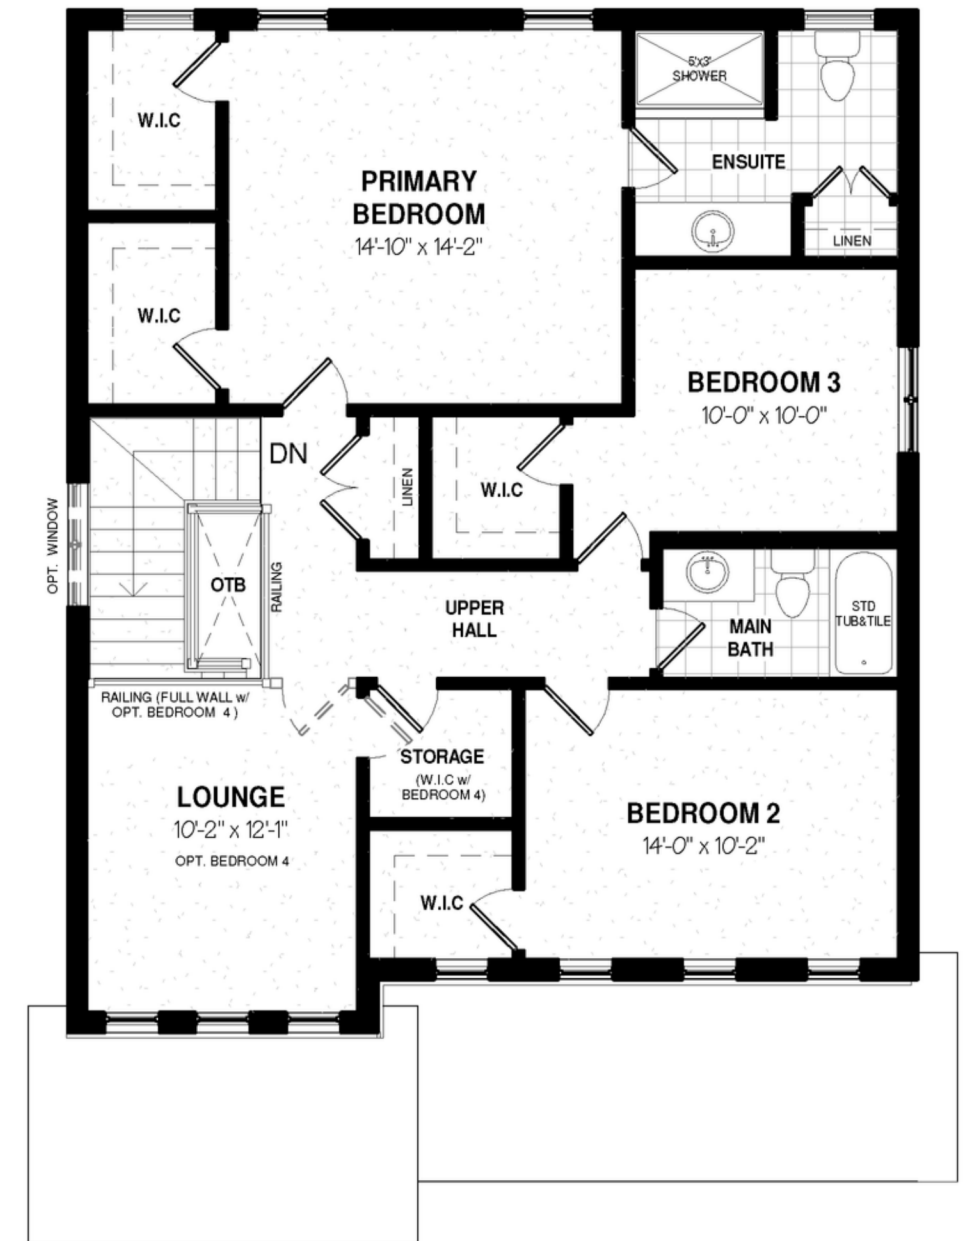 5'x3'
SHOWER
W.I.C
ENSUITE
PRIMARY
BEDROOM
14'-10" x 14'-2"
LINEN
W.I.C
BEDROOM 3
10'-0" x 10'-0"
DN
LINEN
W.I.C
OPT. WINDOW
OTB
RAILING
UPPER
HALL
MAIN
BATH
STD
TUB&TILE
RAILING (FULL WALL w/
OPT. BEDROOM 4)
STORAGE
(W.I.C w/
BEDROOM 4)
LOUNGE
10'-2" x 12'-1"
OPT. BEDROOM 4
BEDROOM 2
14'-0" x 10'-2"
W.I.C